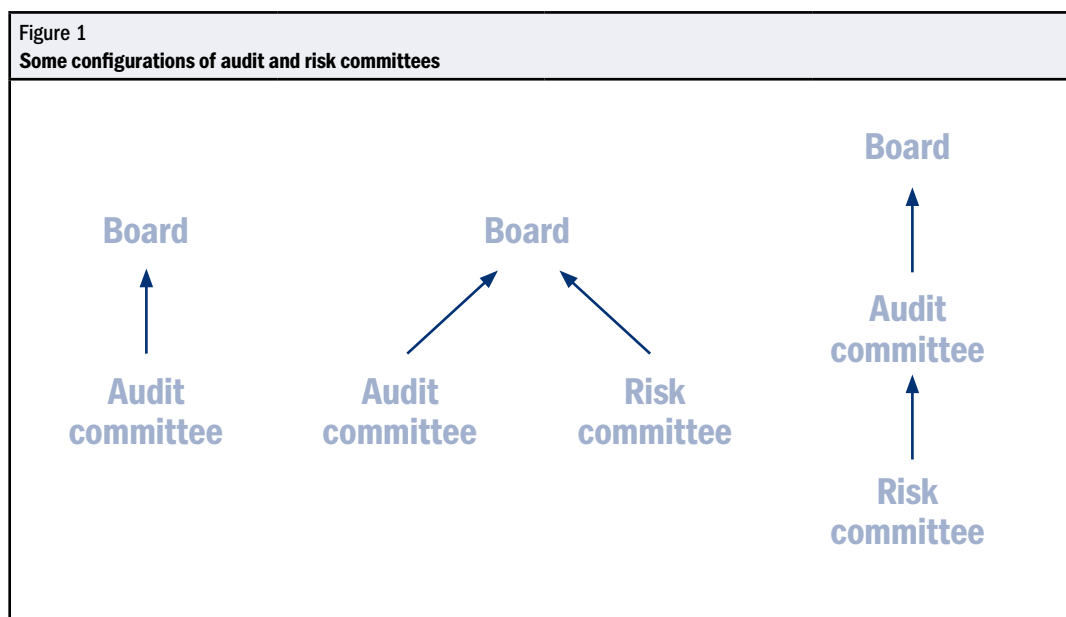 Figure 1
Some configurations of audit and risk committees
Board
Audit
committee
Board
Audit
committee
Risk
committee
Board
Audit
committee
Risk
committee